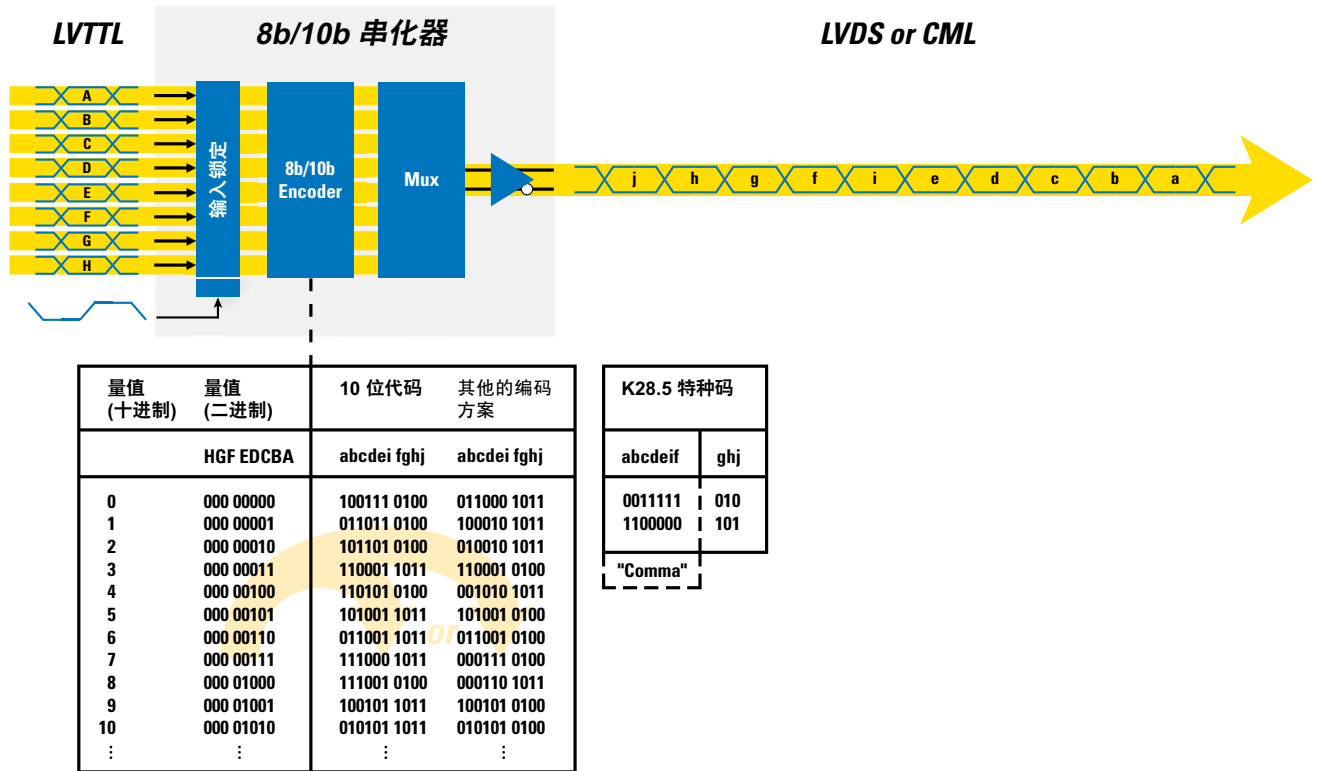 LVTTL 8b/10b 串化器 LVDS or CML
A
B
C
D
E
F
G
H
输入锁定
8b/10b
Encoder
Mux
j h g f i e d c b a
量值 量值 10 位代码 其他的编码
(十进制) (二进制) 方案
HGF EDCBA abcdei fghj abcdei fghj
0 000 00000 100111 0100 011000 1011
1 000 00001 011011 0100 100010 1011
2 000 00010 101101 0100 010010 1011
3 000 00011 110001 1011 110001 0100
4 000 00100 110101 0100 001010 1011
5 000 00101 101001 1011 101001 0100
6 000 00110 011001 1011 or 011001 0100
7 000 00111 111000 1011 000111 0100
8 000 01000 111001 0100 000110 1011
9 000 01001 100101 1011 100101 0100
10 000 01010 010101 1011 010101 0100
⋮ ⋮ ⋮ ⋮
K28.5 特种码
abcdeif ghj
0011111 010
1100000 101
"Comma"